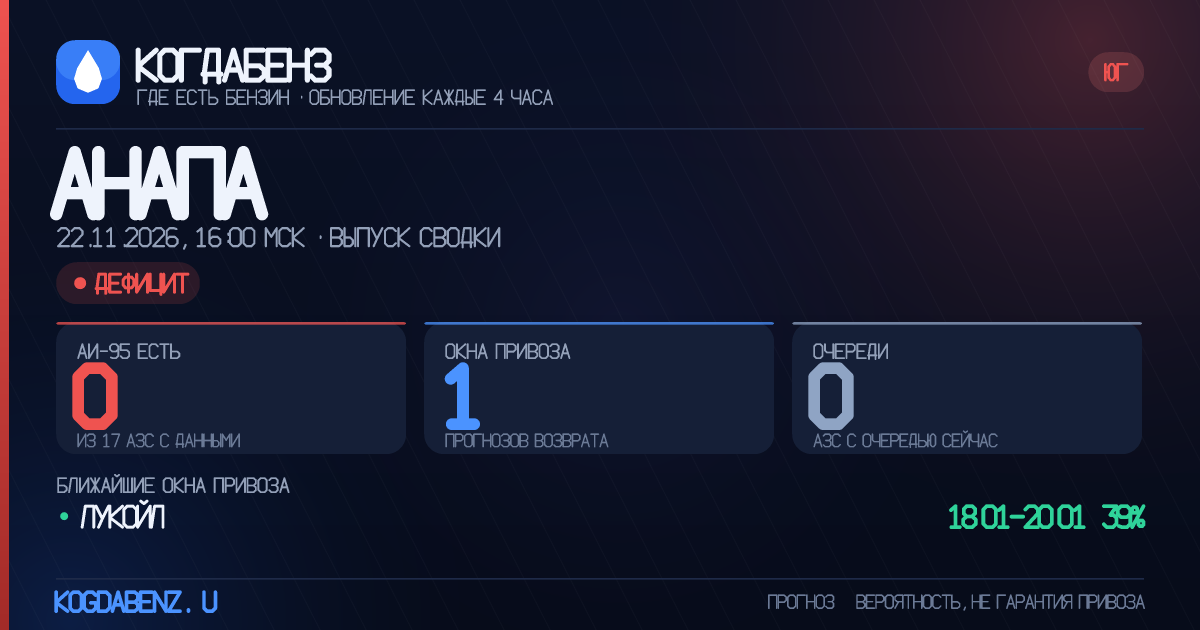 КОГДАБЕНЗ
ГДЕ ЕСТЬ БЕНЗИН · ОБНОВЛЕНИЕ КАЖДЫЕ 4 ЧАСА
ЮГ
АНАПА
22.11.2026, 16:00 МСК · ВЫПУСК СВОДКИ
• ДЕФИЦИТ
АИ-95 ЕСТЬ
0
ИЗ 17 АЗС С ДАННЫМИ
ОКНА ПРИВОЗА
1
ПРОГНОЗОВ ВОЗВРАТА
ОЧЕРЕДИ
0
АЗС С ОЧЕРЕДЬЮ СЕЙЧАС
БЛИЖАЙШИЕ ОКНА ПРИВОЗА
• ЛУКОЙЛ
18 01–20 01 39%
KOGDABENZ. U
ПРОГНОЗ ВЕРОЯТНОСТЬ, НЕ ГАРАНТИЯ ПРИВОЗА